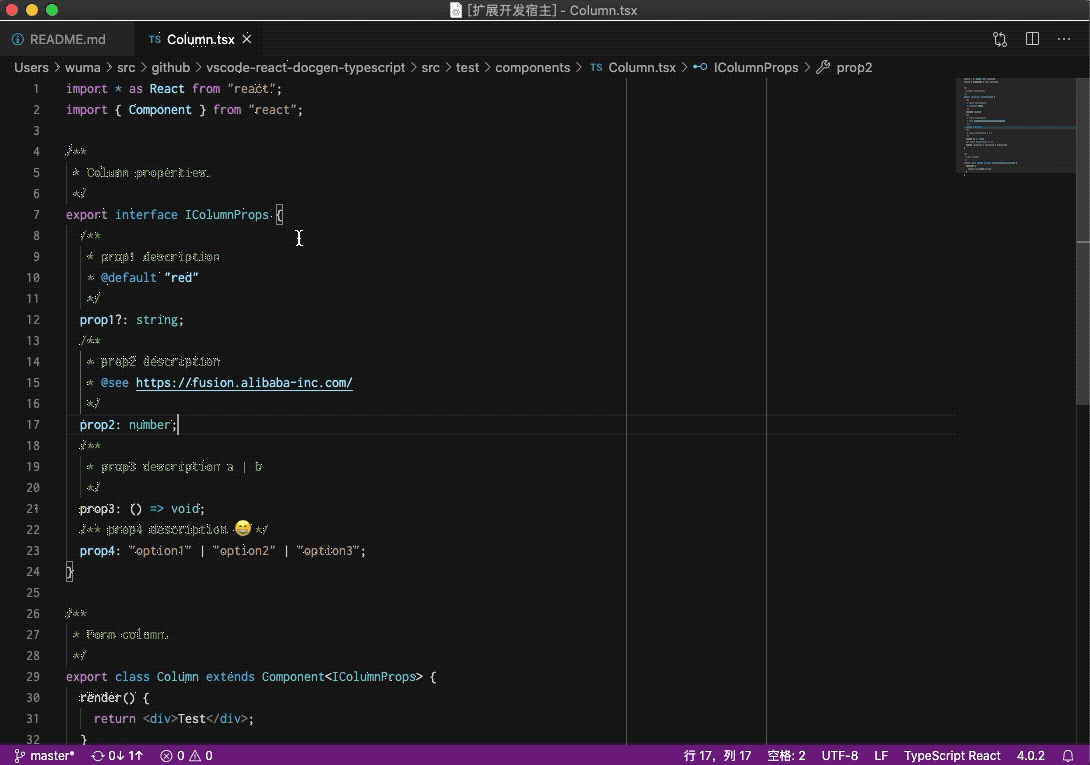 [扩展开发宿主] - Column.tsx
README.md
TS Column.tsx ×
Users > wuma > src > github > vscode-react-docgen-typescript > src > test > components > TS Column.tsx > IColumnProps > prop2
1 import * as React from "react";
2 import { Component } from "react";
3
4 /**
5 * Column properties.
6 */
7 export interface IColumnProps {
8 /**
9 * prop1 description
10 * @default "red"
11 */
12 prop1?: string;
13 /**
14 * prop2 description
15 * @see https://fusion.alibaba-inc.com/
16 */
17 prop2: number;
18 /**
19 * prop3 description a | b
20 */
21 prop3: () => void;
22 /** prop4 description 😁 */
23 prop4: "option1" | "option2" | "option3";
24 }
25
26 /**
27 * Form column.
28 */
29 export class Column extends Component<IColumnProps> {
30 render() {
31 return <div>Test</div>;
32 }
master* 0↓ 1↑ 0 0 行 17，列 17 空格: 2 UTF-8 LF TypeScript React 4.0.2